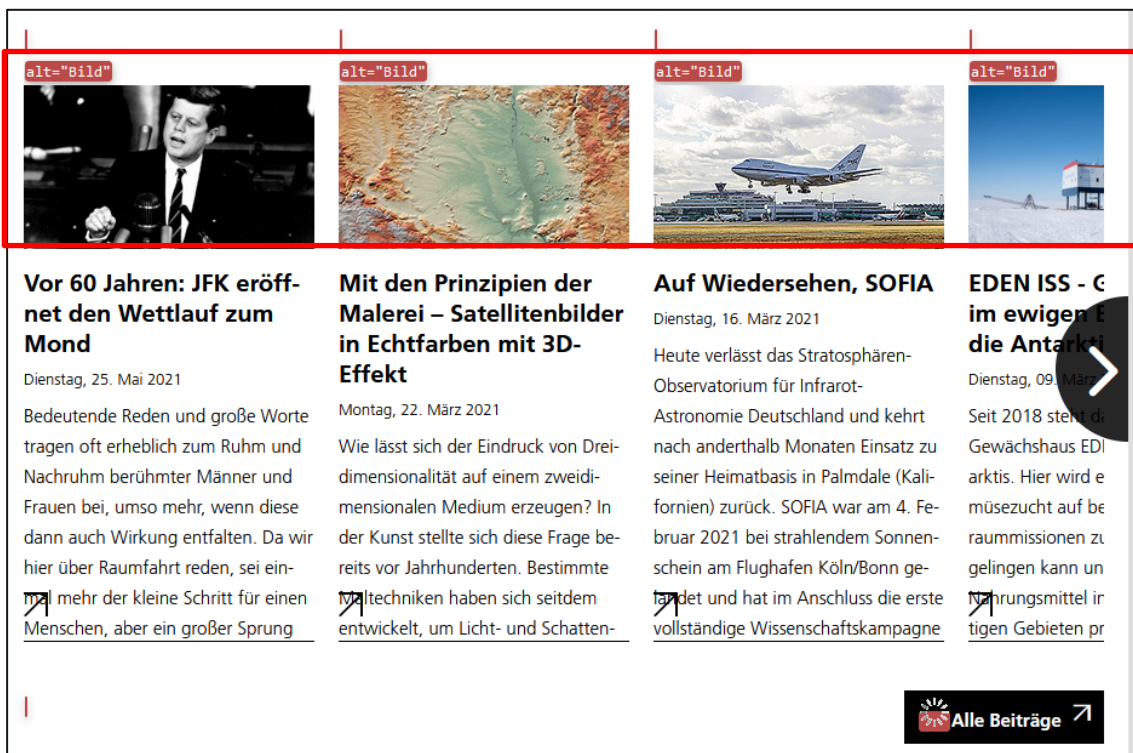 alt="Bild"
alt="Bild"
alt="Bild"
alt="Bild"
Vor 60 Jahren: JFK eröff-
net den Wettlauf zum
Mond
Dienstag, 25. Mai 2021
Bedeutende Reden und große Worte
tragen oft erheblich zum Ruhm und
Nachruhm berühmter Männer und
Frauen bei, umso mehr, wenn diese
dann auch Wirkung entfalten. Da wir
hier über Raumfahrt reden, sei ein-
mal mehr der kleine Schritt für einen
Menschen, aber ein großer Sprung
Mit den Prinzipien der
Malerei – Satellitenbilder
in Echtfarben mit 3D-
Effekt
Montag, 22. März 2021
Wie lässt sich der Eindruck von Drei-
dimensionalität auf einem zweidi-
mensionalen Medium erzeugen? In
der Kunst stellte sich diese Frage be-
reits vor Jahrhunderten. Bestimmte
Maltechniken haben sich seitdem
entwickelt, um Licht- und Schatten-
Auf Wiedersehen, SOFIA
Dienstag, 16. März 2021
Heute verlässt das Stratosphären-
Observatorium für Infrarot-
Astronomie Deutschland und kehrt
nach anderthalb Monaten Einsatz zu
seiner Heimatbasis in Palmdale (Kali-
fornien) zurück. SOFIA war am 4. Fe-
bruar 2021 bei strahlendem Sonnen-
schein am Flughafen Köln/Bonn ge-
landet und hat im Anschluss die erste
vollständige Wissenschaftskampagne
EDEN ISS - G
im ewigen E
die Antarkti
Dienstag, 09. März
Seit 2018 steht da
Gewächshaus EDE
arktis. Hier wird e
müsezucht auf be
raummissionen zu
gelingen kann un
Nahrungsmittel in
tigen Gebieten pr
Alle Beiträge